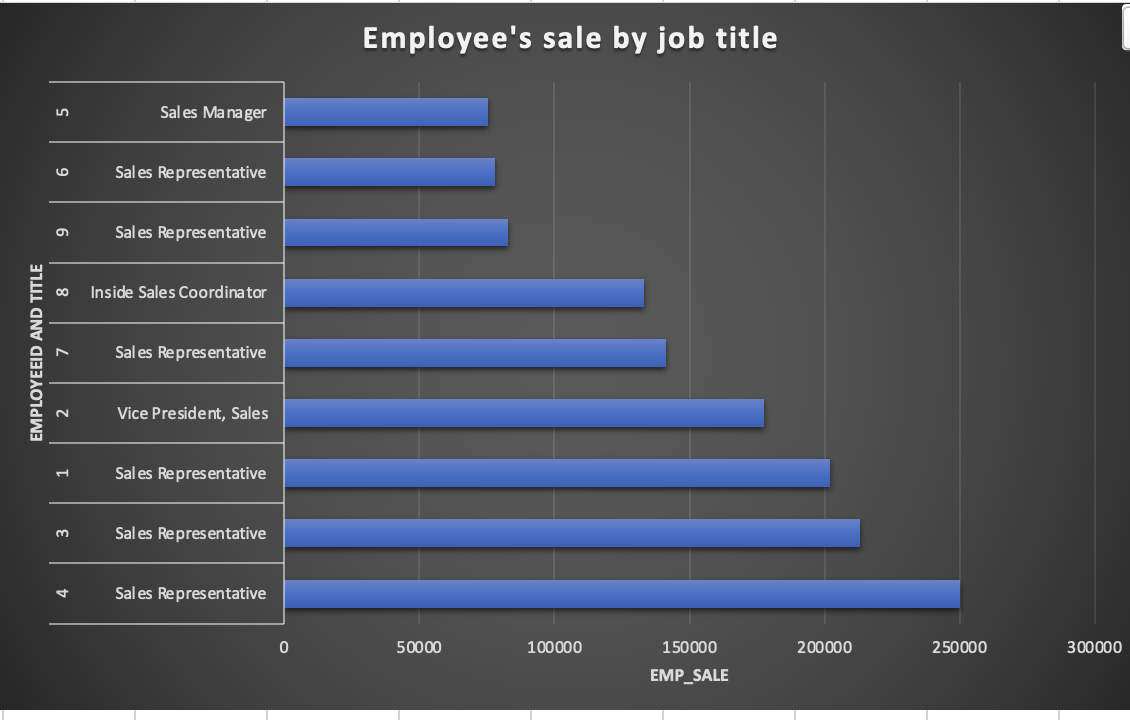 Employee's sale by job title
EMPLOYEEID AND TITLE
5 Sales Manager
6 Sales Representative
9 Sales Representative
8 Inside Sales Coordinator
7 Sales Representative
2 Vice President, Sales
1 Sales Representative
3 Sales Representative
4 Sales Representative
0 50000 100000 150000 200000 250000 300000
EMP_SALE